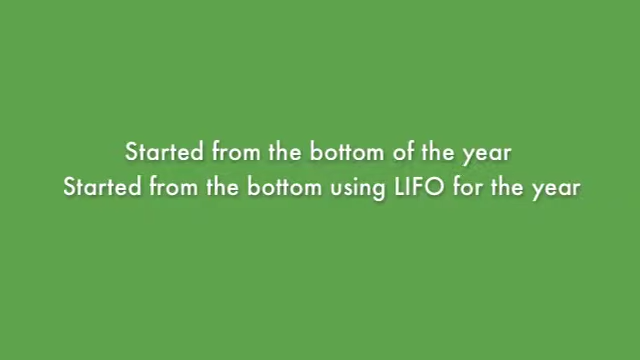 Started from the bottom of the year
Started from the bottom using LIFO for the year